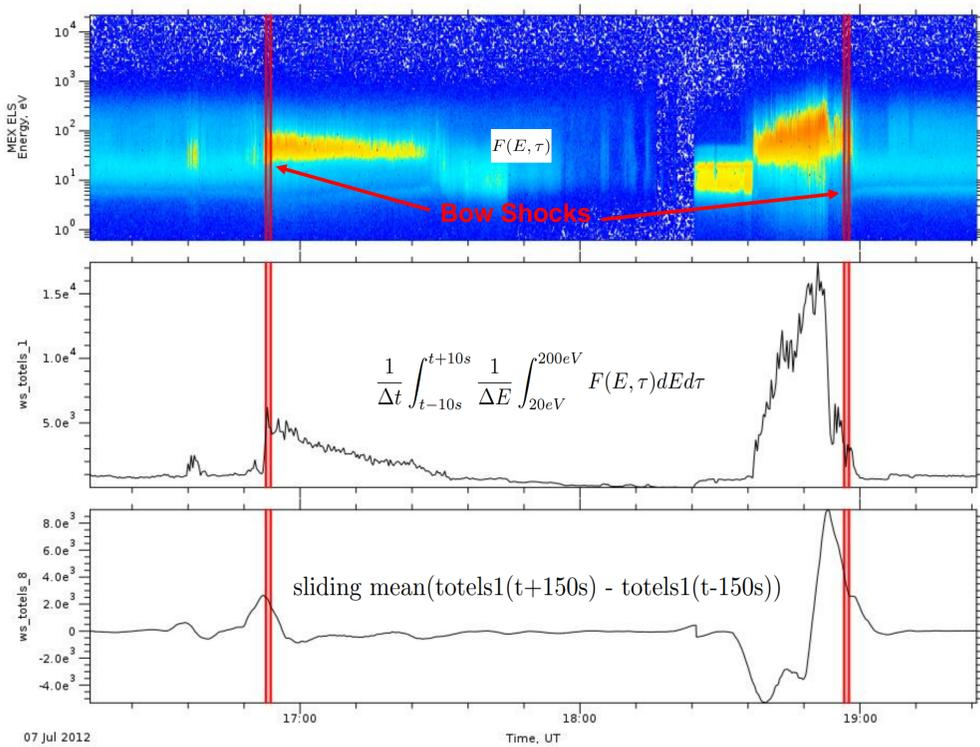 10⁴
10³
10²
10¹
10⁰
MEX ELS
Energy, eV
F(E, τ)
Bow Shocks
1.5e⁴
1.0e⁴
5.0e³
ws_totels_1
1/Δt ∫_{t−10s}^{t+10s} 1/ΔE ∫_{20eV}^{200eV} F(E, τ)dEdτ
8.0e³
6.0e³
4.0e³
2.0e³
0
-2.0e³
-4.0e³
ws_totels_8
sliding mean(totels1(t+150s) - totels1(t-150s))
17:00 18:00 19:00
07 Jul 2012 Time, UT